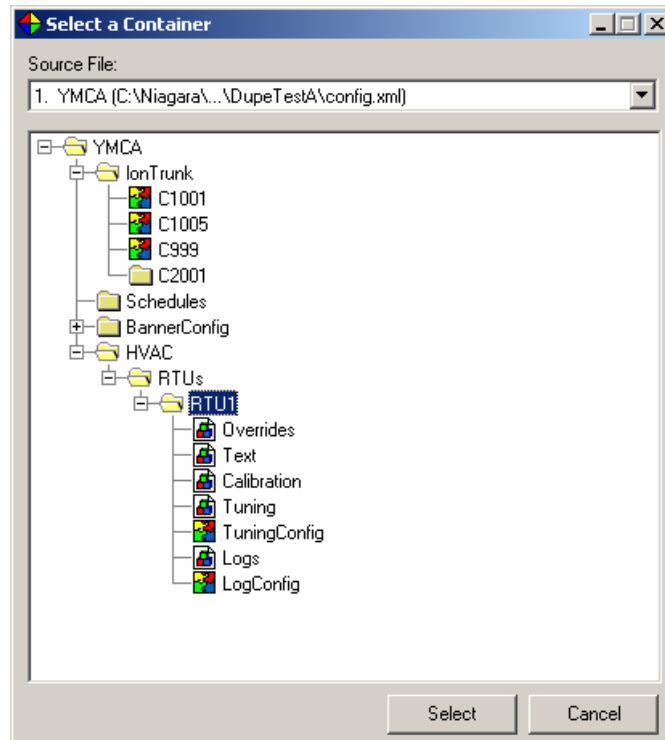 Select a Container
Source File:
1. YMCA (C:\Niagara\...\DupeTestA\config.xml)
YMCA
lonTrunk
C1001
C1005
C999
C2001
Schedules
BannerConfig
HVAC
RTUs
RTU1
Overrides
Text
Calibration
Tuning
TuningConfig
Logs
LogConfig
Select Cancel